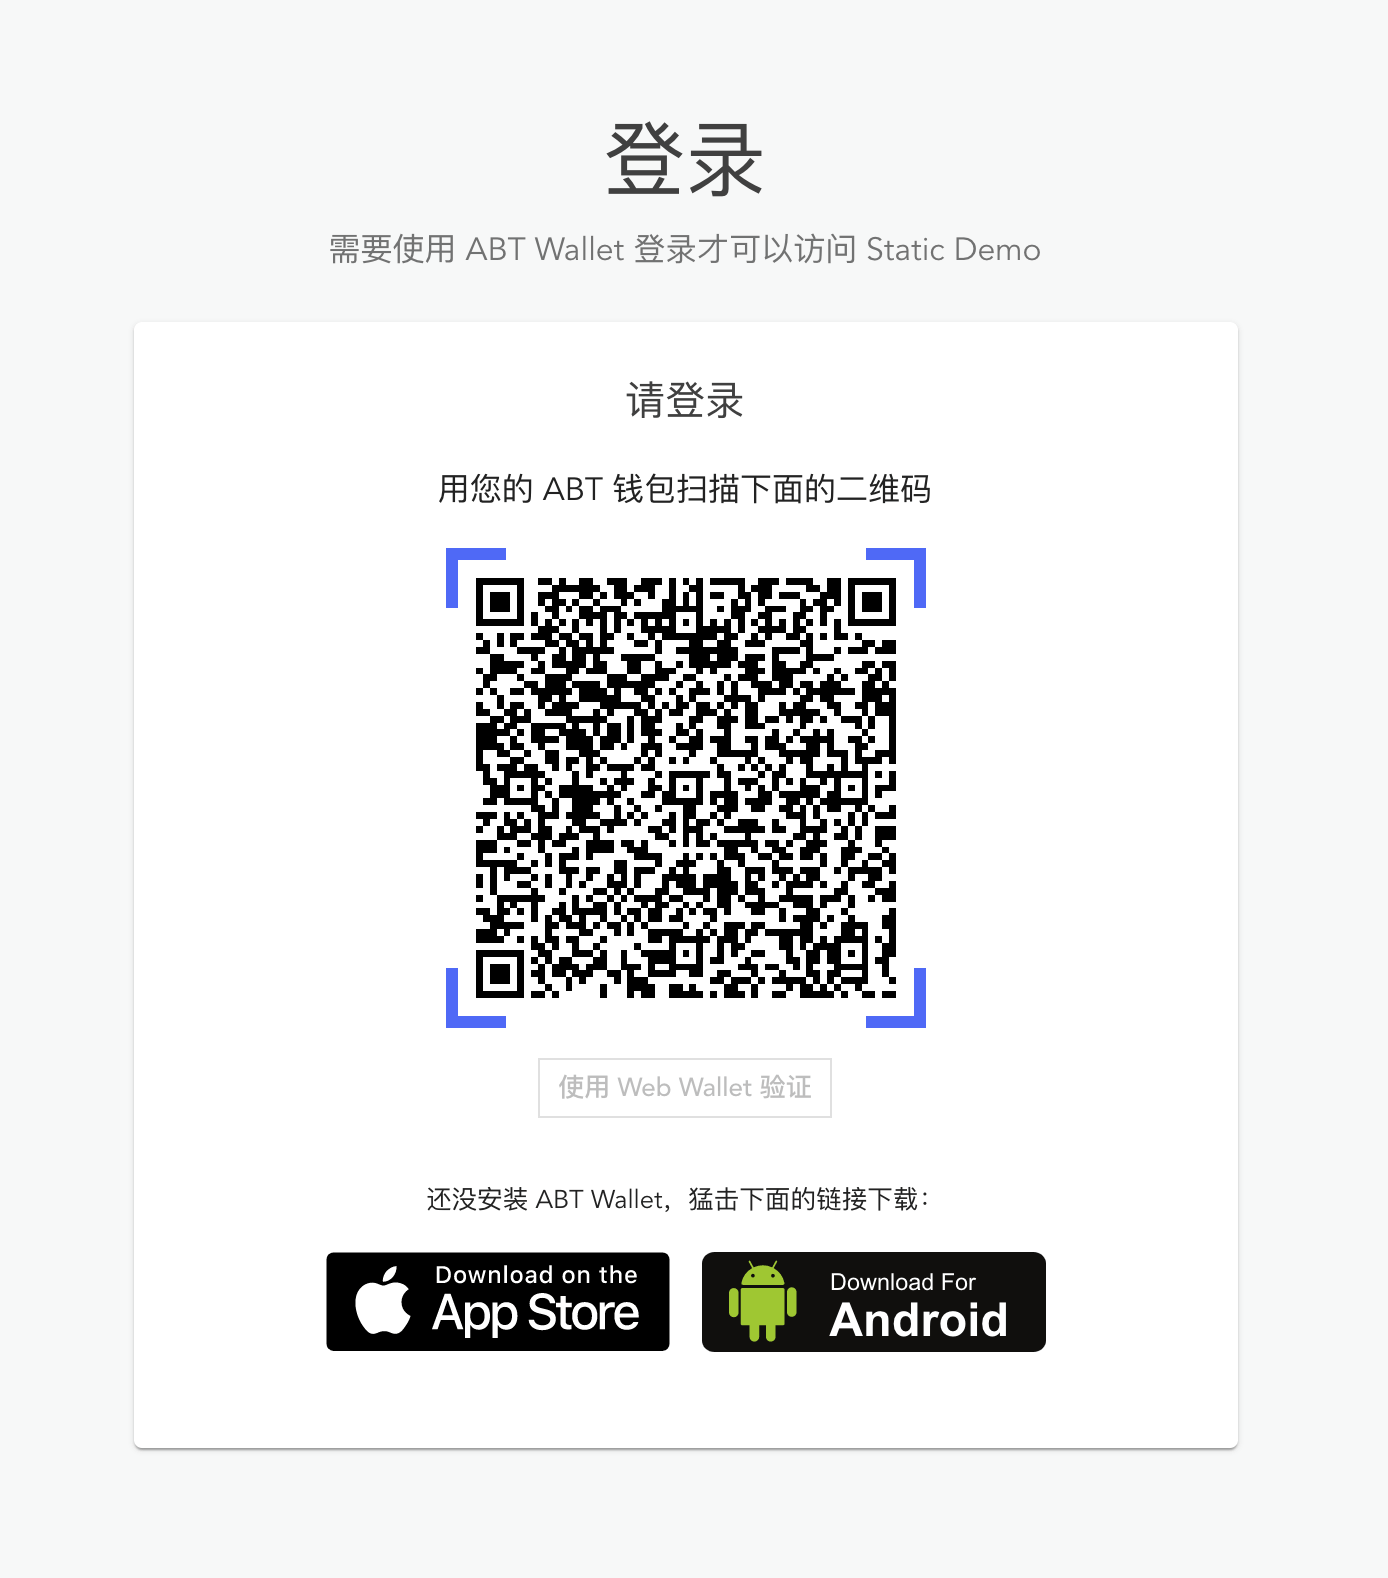 登录
需要使用 ABT Wallet 登录才可以访问 Static Demo
请登录
用您的 ABT 钱包扫描下面的二维码
使用 Web Wallet 验证
还没安装 ABT Wallet，猛击下面的链接下载：
Download on the
App Store
Download For
Android